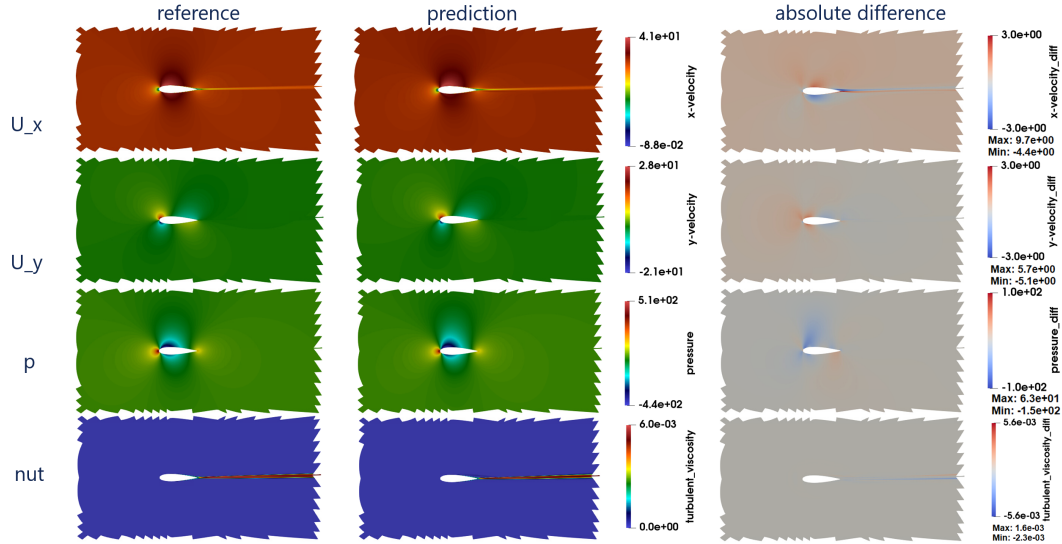 reference
prediction
absolute difference
U_x
4.1e+01
x-velocity
-8.8e-02
3.0e+00
x-velocity_diff
-3.0e+00
Max: 9.7e+00
Min: -4.4e+00
U_y
2.8e+01
y-velocity
-2.1e+01
3.0e+00
y-velocity_diff
-3.0e+00
Max: 5.7e+00
Min: -5.1e+00
p
5.1e+02
pressure
-4.4e+02
1.0e+02
pressure_diff
-1.0e+02
Max: 6.3e+01
Min: -1.5e+02
nut
6.0e-03
turbulent_viscosity
0.0e+00
5.6e-03
turbulent_viscosity_diff
-5.6e-03
Max: 1.6e-03
Min: -2.3e-03